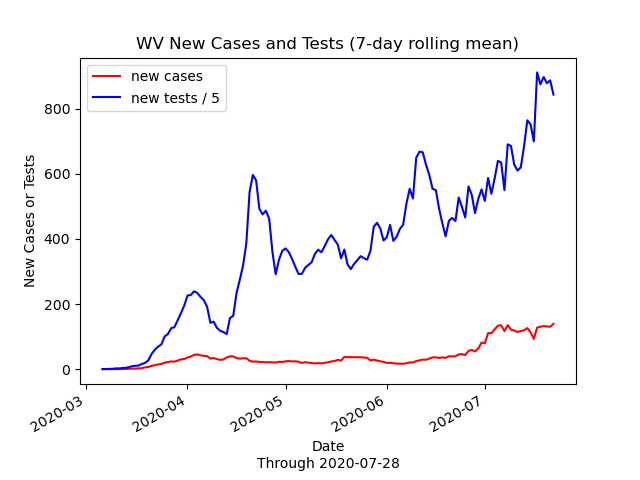 WV New Cases and Tests (7-day rolling mean)
new cases
new tests / 5
New Cases or Tests
800
600
400
200
0
2020-03
2020-04
2020-05
2020-06
2020-07
Date
Through 2020-07-28